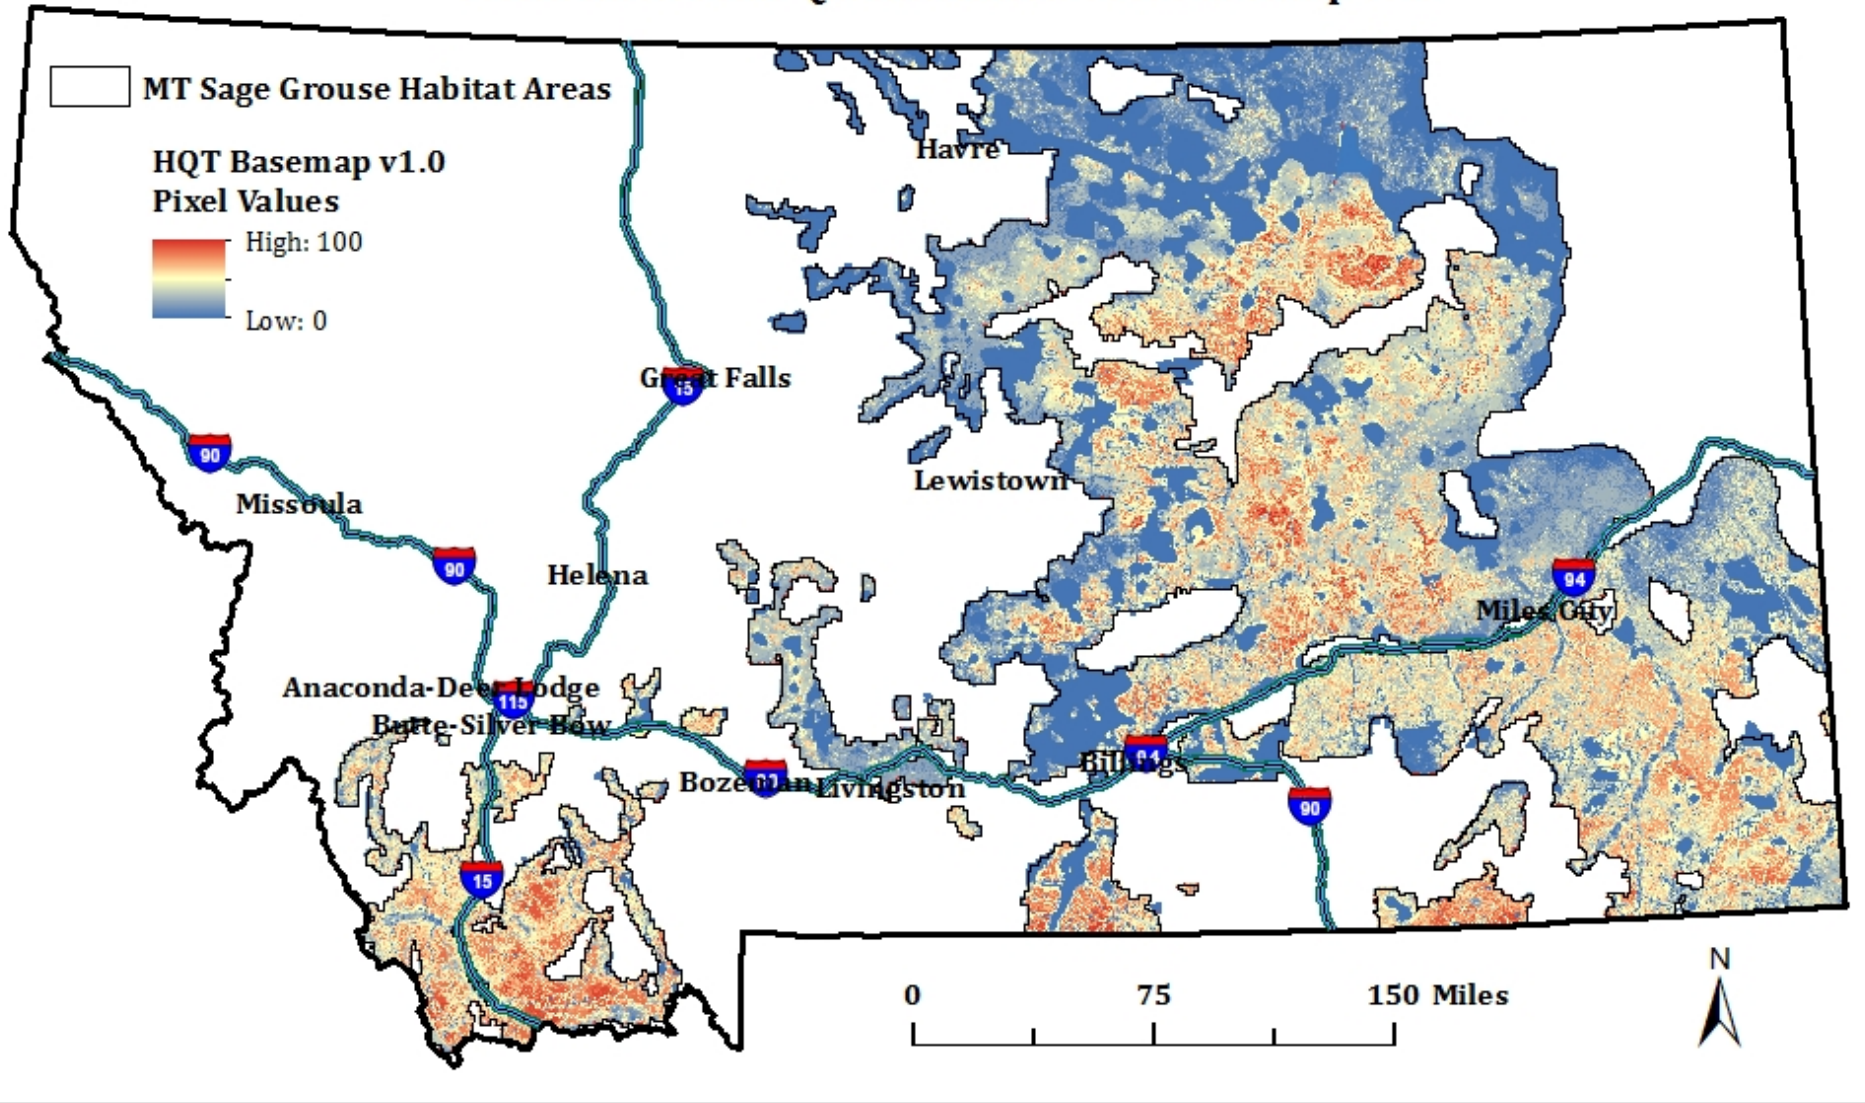 MT Sage Grouse Habitat Areas
HQT Basemap v1.0
Pixel Values
High: 100
Low: 0
Havre
Great Falls
15
90
Missoula
Lewistown
90
Helena
94
Miles City
Anaconda-Deer Lodge
115
Butte-Silver Bow
94
Billings
Bozeman
Livingston
90
15
N
0 75 150 Miles